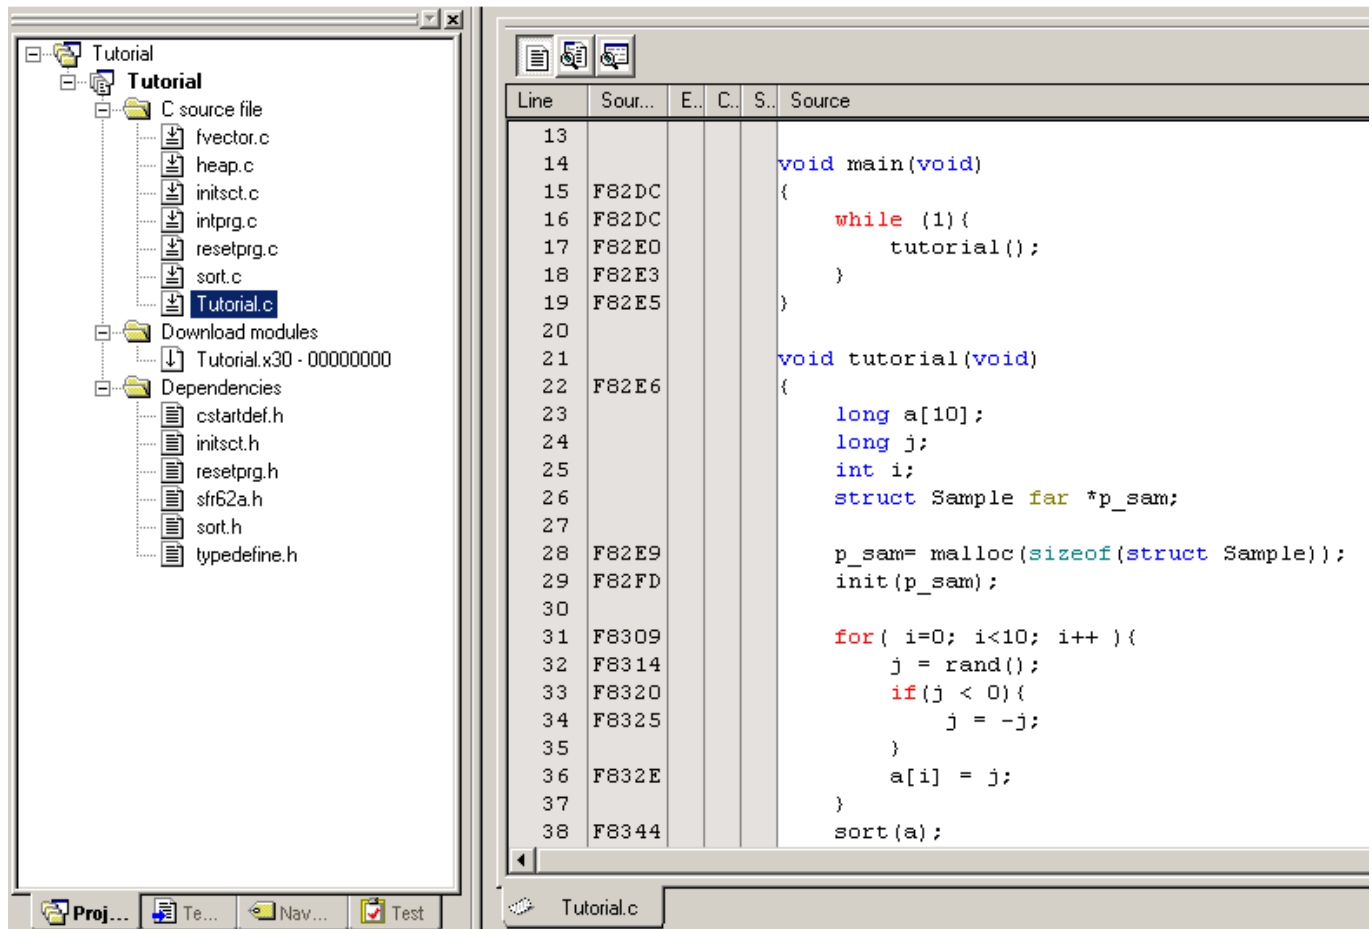 Tutorial
Tutorial
C source file
fvector.c
heap.c
initsct.c
intprg.c
resetprg.c
sort.c
Tutorial.c
Download modules
Tutorial.x30 - 00000000
Dependencies
cstartdef.h
initsct.h
resetprg.h
sfr62a.h
sort.h
typedefine.h
Proj... Te... Nav... Test
Line Sour... E.. C.. S.. Source
13
14 void main(void)
15 F82DC {
16 F82DC while (1){
17 F82E0 tutorial();
18 F82E3 }
19 F82E5 }
20
21 void tutorial(void)
22 F82E6 {
23 long a[10];
24 long j;
25 int i;
26 struct Sample far *p_sam;
27
28 F82E9 p_sam= malloc(sizeof(struct Sample));
29 F82FD init(p_sam);
30
31 F8309 for( i=0; i<10; i++ ){
32 F8314 j = rand();
33 F8320 if(j < 0){
34 F8325 j = -j;
35 }
36 F832E a[i] = j;
37 }
38 F8344 sort(a);
Tutorial.c